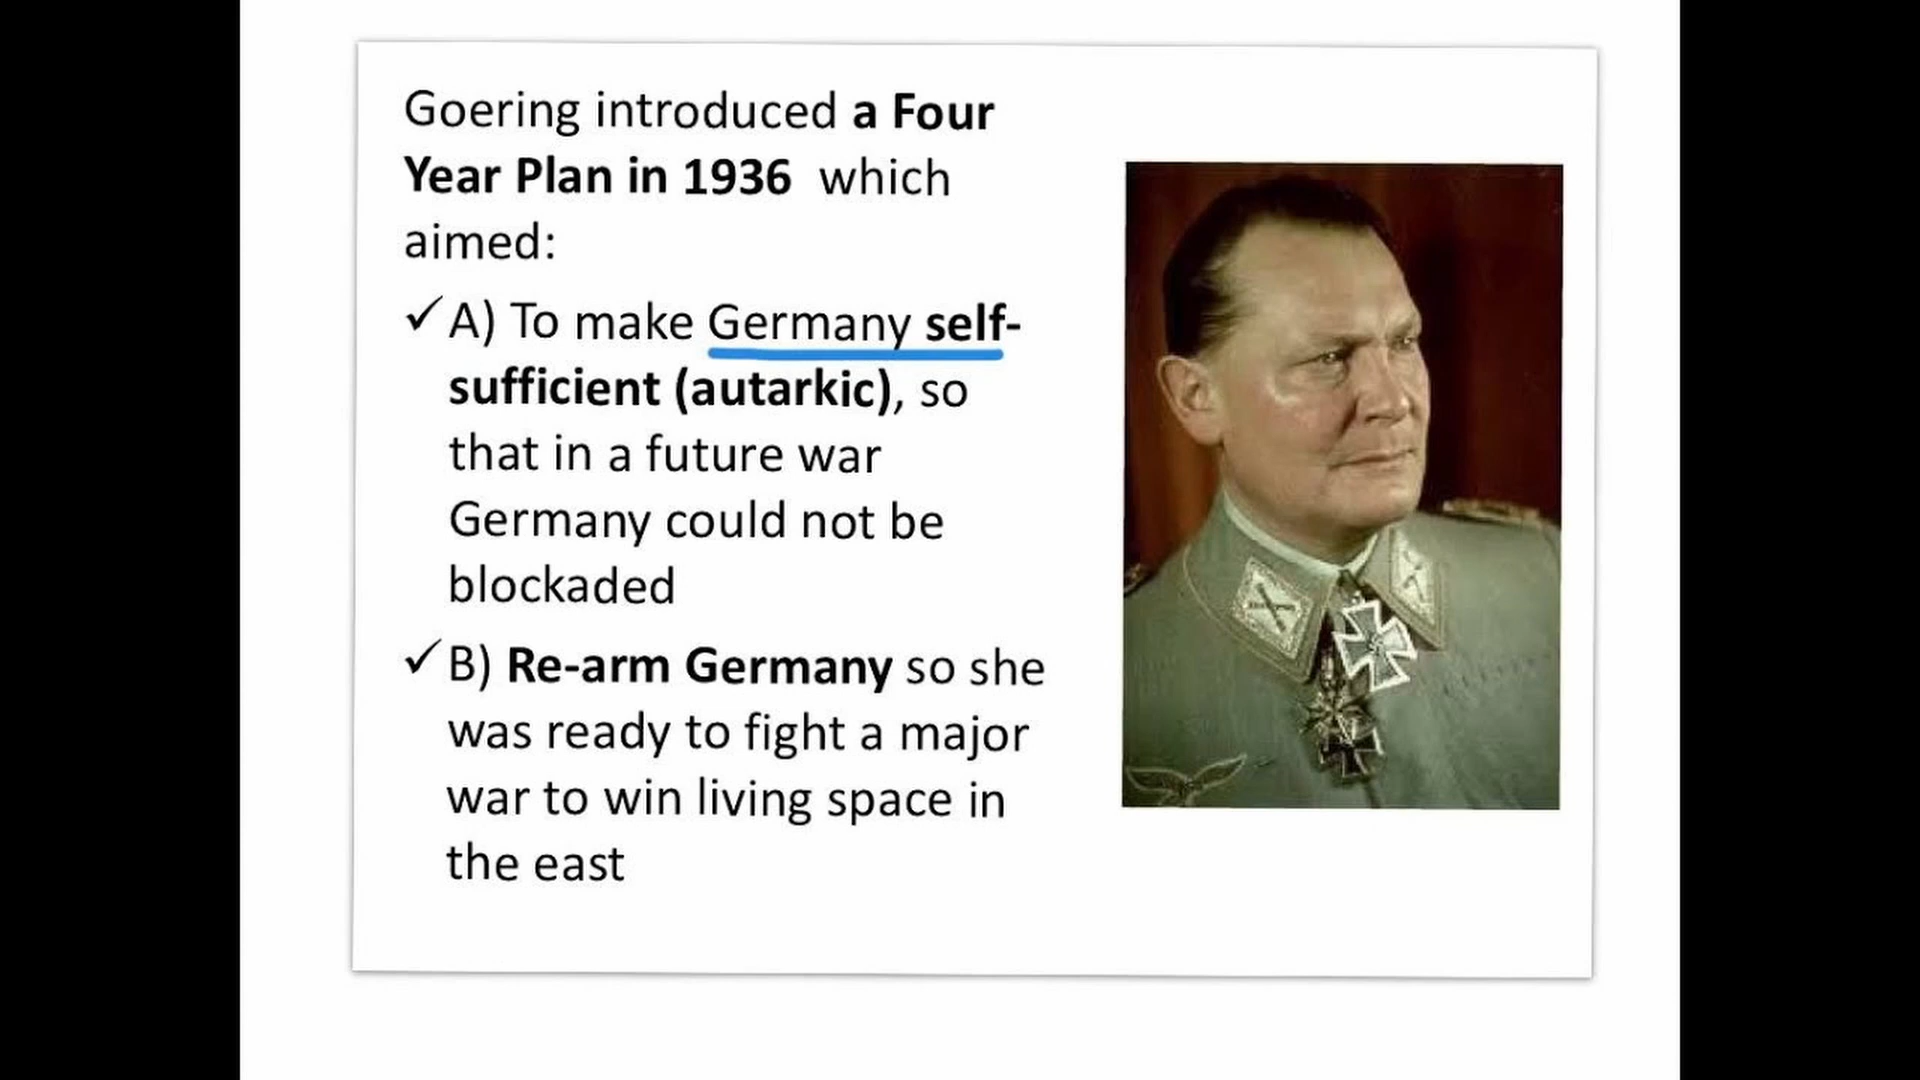 Goering introduced a Four
Year Plan in 1936 which
aimed:
✓ A) To make Germany self-
sufficient (autarkic), so
that in a future war
Germany could not be
blockaded
✓ B) Re-arm Germany so she
was ready to fight a major
war to win living space in
the east